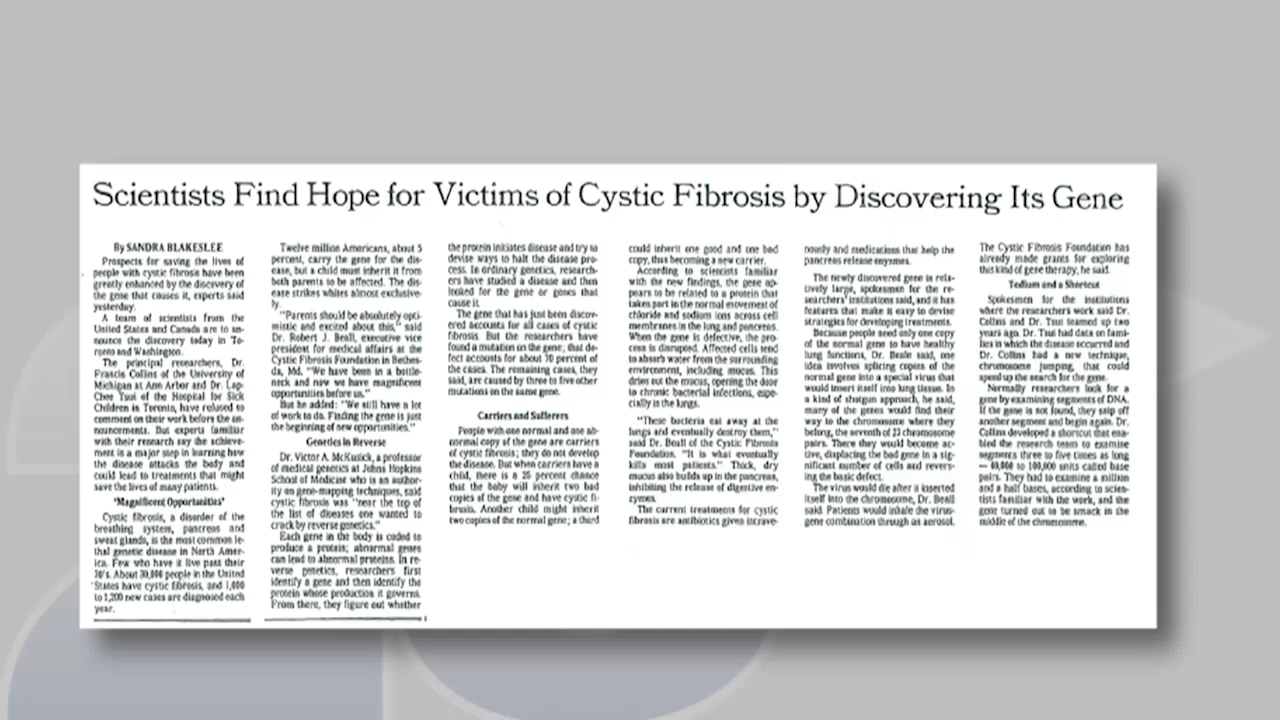 Scientists Find Hope for Victims of Cystic Fibrosis by Discovering Its Gene
By SANDRA BLAKESLEE
Prospects for saving the lives of
people with cystic fibrosis have been
greatly enhanced by the discovery of
the gene that causes it, experts said
yesterday.
A team of scientists from the
United States and Canada are to an-
nounce the discovery today in To-
ronto and Washington.
The principal researchers, Dr.
Francis Collins of the University of
Michigan at Ann Arbor and Dr. Lap-
Chee Tsui of the Hospital for Sick
Children in Toronto, have refused to
comment on their work before the an-
nouncements. But experts familiar
with their research say the achieve-
ment is a major step in learning how
the disease attacks the body and
could lead to treatments that might
save the lives of many patients.
'Magnificent Opportunities'
Cystic fibrosis, a disorder of the
breathing system, pancreas and
sweat glands, is the most common le-
thal genetic disease in North Amer-
ica. Few who have it live past their
20's. About 30,000 people in the United
States have cystic fibrosis, and 1,000
to 1,200 new cases are diagnosed each
year.
Twelve million Americans, about 5
percent, carry the gene for the dis-
ease, but a child must inherit it from
both parents to be affected. The dis-
ease strikes whites almost exclusive-
ly.
"Parents should be absolutely opti-
mistic and excited about this," said
Dr. Robert J. Beall, executive vice
president for medical affairs at the
Cystic Fibrosis Foundation in Bethes-
da, Md. "We have been in a bottle-
neck and now we have magnificent
opportunities before us."
But he added: "We still have a lot
of work to do. Finding the gene is just
the beginning of new opportunities."
Genetics in Reverse
Dr. Victor A. McKusick, a professor
of medical genetics at Johns Hopkins
School of Medicine who is an author-
ity on gene-mapping techniques, said
cystic fibrosis was "near the top of
the list of diseases one wanted to
crack by reverse genetics."
Each gene in the body is coded to
produce a protein; abnormal genes
can lead to abnormal proteins. In re-
verse genetics, researchers first
identify a gene and then identify the
protein whose production it governs.
From there, they figure out whether
the protein initiates disease and try to
devise ways to halt the disease pro-
cess. In ordinary genetics, research-
ers have studied a disease and then
looked for the gene or genes that
cause it.
The gene that has just been discov-
ered accounts for all cases of cystic
fibrosis. But the researchers have
found a mutation on the gene; that de-
fect accounts for about 70 percent of
the cases. The remaining cases, they
said, are caused by three to five other
mutations on the same gene.
Carriers and Sufferers
People with one normal and one ab-
normal copy of the gene are carriers
of cystic fibrosis; they do not develop
the disease. But when carriers have a
child, there is a 25 percent chance
that the baby will inherit two bad
copies of the gene and have cystic fi-
brosis. Another child might inherit
two copies of the normal gene; a third
could inherit one good and one bad
copy, thus becoming a new carrier.
According to scientists familiar
with the new findings, the gene ap-
pears to be related to a protein that
takes part in the normal movement of
chloride and sodium ions across cell
membranes in the lung and pancreas.
When the gene is defective, the pro-
cess is disrupted. Affected cells tend
to absorb water from the surrounding
environment, including mucus. This
dries out the mucus, opening the door
to chronic bacterial infections, espe-
cially in the lungs.
"These bacteria eat away at the
lungs and eventually destroy them,"
said Dr. Beall of the Cystic Fibrosis
Foundation. "It is what eventually
kills most patients." Thick, dry
mucus also builds up in the pancreas,
inhibiting the release of digestive en-
zymes.
The current treatments for cystic
fibrosis are antibiotics given intrave-
nously and medications that help the
pancreas release enzymes.
The newly discovered gene is rela-
tively large, spokesmen for the re-
searchers' institutions said, and it has
features that make it easy to devise
strategies for developing treatments.
Because people need only one copy
of the normal gene to have healthy
lung functions, Dr. Beale said, one
idea involves splicing copies of the
normal gene into a special virus that
would insert itself into lung tissue. In
a kind of shotgun approach, he said,
many of the genes would find their
way to the chromosome where they
belong, the seventh of 23 chromosome
pairs. There they would become ac-
tive, displacing the bad gene in a sig-
nificant number of cells and revers-
ing the basic defect.
The virus would die after it inserted
itself into the chromosome, Dr. Beall
said. Patients would inhale the virus-
gene combination through an aerosol.
The Cystic Fibrosis Foundation has
already made grants for exploring
this kind of gene therapy, he said.
Tedium and a Shortcut
Spokesmen for the institutions
where the researchers work said Dr.
Collins and Dr. Tsui teamed up two
years ago. Dr. Tsui had data on fami-
lies in which the disease occurred and
Dr. Collins had a new technique,
chromosome jumping, that could
speed up the search for the gene.
Normally researchers look for a
gene by examining segments of DNA.
If the gene is not found, they snip off
another segment and begin again. Dr.
Collins developed a shortcut that ena-
bled the research team to examine
segments three to five times as long
— 40,000 to 100,000 units called base
pairs. They had to examine a million
and a half bases, according to scien-
tists familiar with the work, and the
gene turned out to be smack in the
middle of the chromosome.